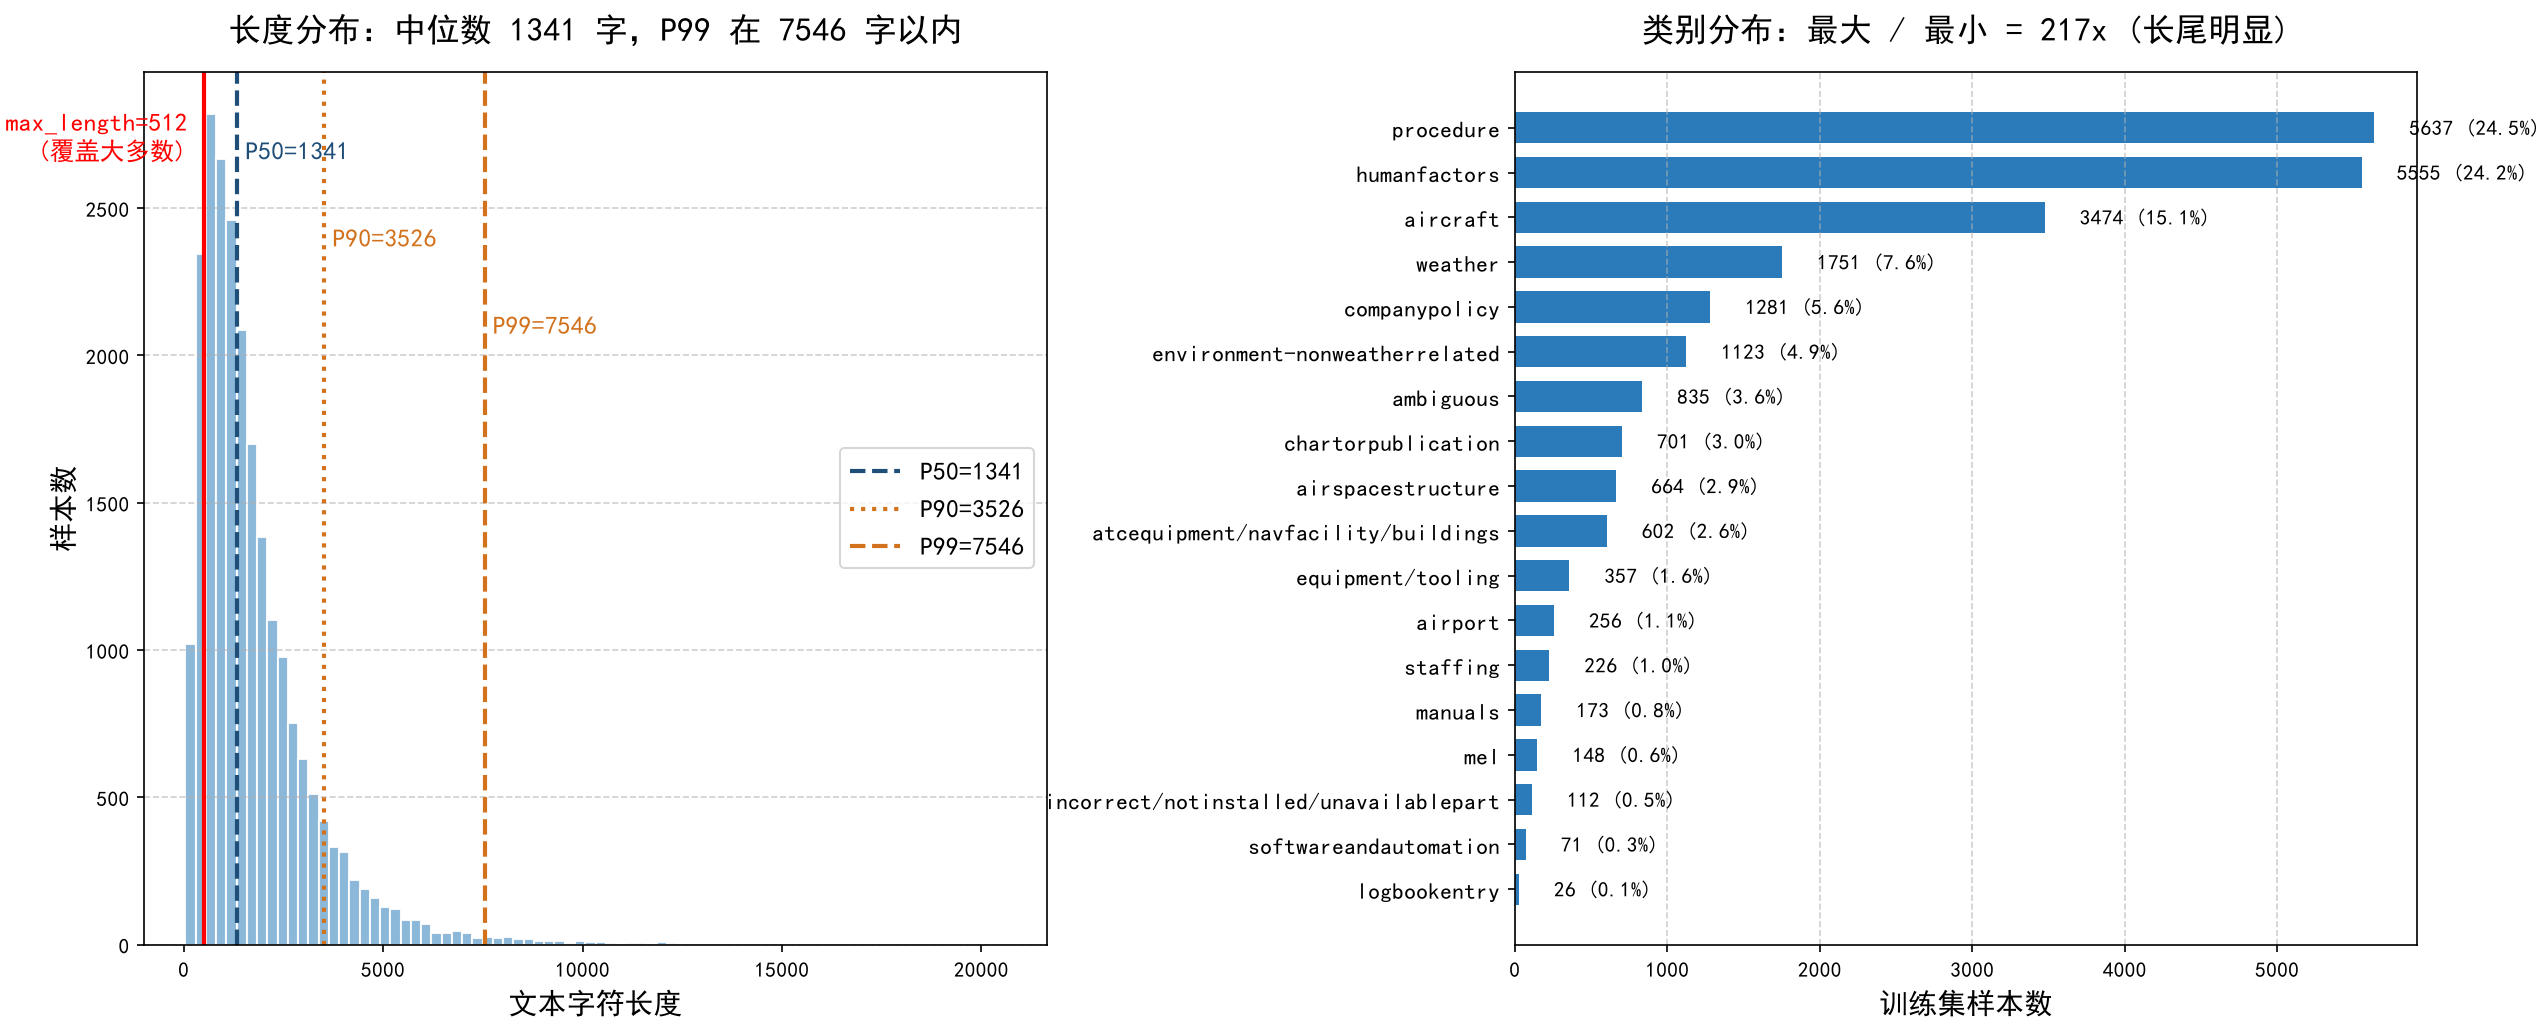 长度分布：中位数 1341 字，P99 在 7546 字以内
max_length=512
(覆盖大多数)
P50=1341
P90=3526
P99=7546
P50=1341
P90=3526
P99=7546
样本数
2500
2000
1500
1000
500
0
0 5000 10000 15000 20000
文本字符长度
类别分布：最大 / 最小 = 217x (长尾明显)
procedure 5637 (24.5%)
humanfactors 5555 (24.2%)
aircraft 3474 (15.1%)
weather 1751 (7.6%)
companypolicy 1281 (5.6%)
environment-nonweatherrelated 1123 (4.9%)
ambiguous 835 (3.6%)
chartorpublication 701 (3.0%)
airspacestructure 664 (2.9%)
atcequipment/navfacility/buildings 602 (2.6%)
equipment/tooling 357 (1.6%)
airport 256 (1.1%)
staffing 226 (1.0%)
manuals 173 (0.8%)
mel 148 (0.6%)
incorrect/notinstalled/unavailablepart 112 (0.5%)
softwareandautomation 71 (0.3%)
logbookentry 26 (0.1%)
0 1000 2000 3000 4000 5000
训练集样本数